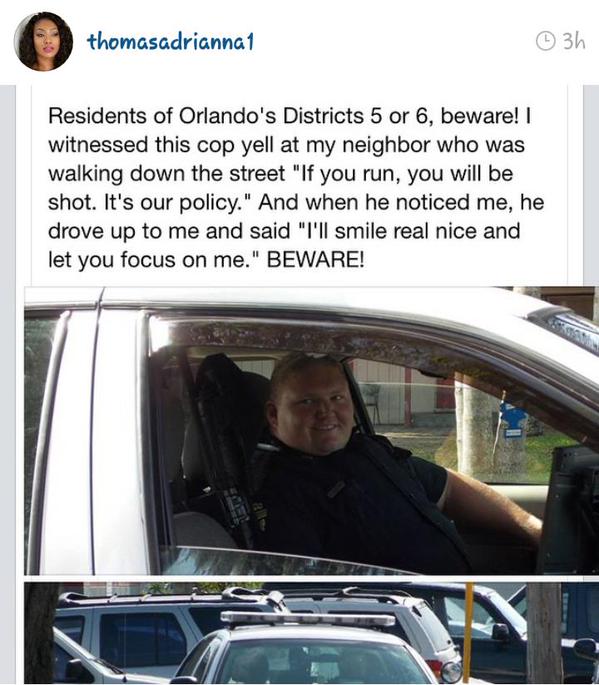 thomasadrianna1
3h
Residents of Orlando's Districts 5 or 6, beware! I
witnessed this cop yell at my neighbor who was
walking down the street "If you run, you will be
shot. It's our policy." And when he noticed me, he
drove up to me and said "I'll smile real nice and
let you focus on me." BEWARE!